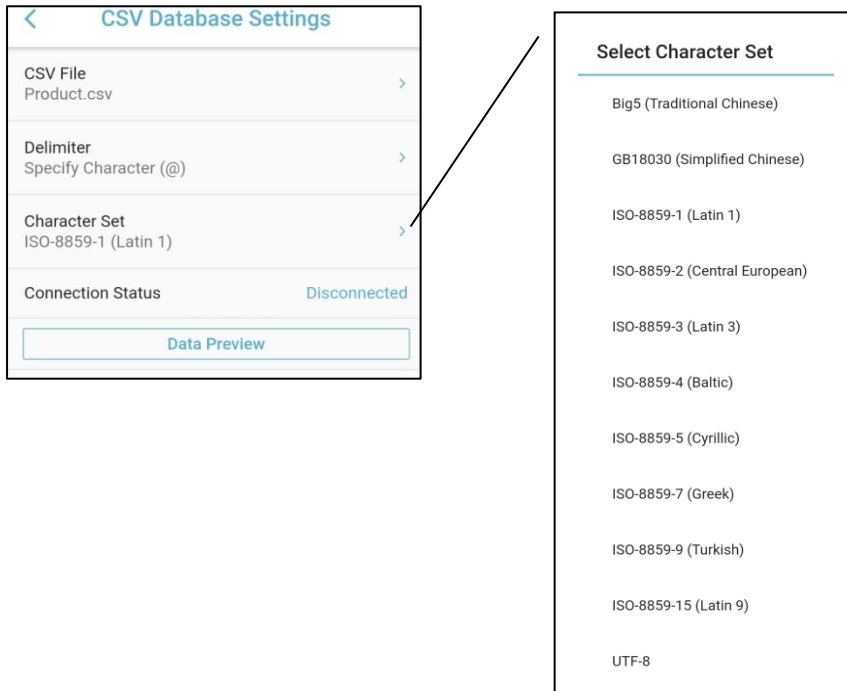 CSV Database Settings
CSV File
Product.csv
Delimiter
Specify Character (@)
Character Set
ISO-8859-1 (Latin 1)
Connection Status Disconnected
Data Preview
Select Character Set
Big5 (Traditional Chinese)
GB18030 (Simplified Chinese)
ISO-8859-1 (Latin 1)
ISO-8859-2 (Central European)
ISO-8859-3 (Latin 3)
ISO-8859-4 (Baltic)
ISO-8859-5 (Cyrillic)
ISO-8859-7 (Greek)
ISO-8859-9 (Turkish)
ISO-8859-15 (Latin 9)
UTF-8